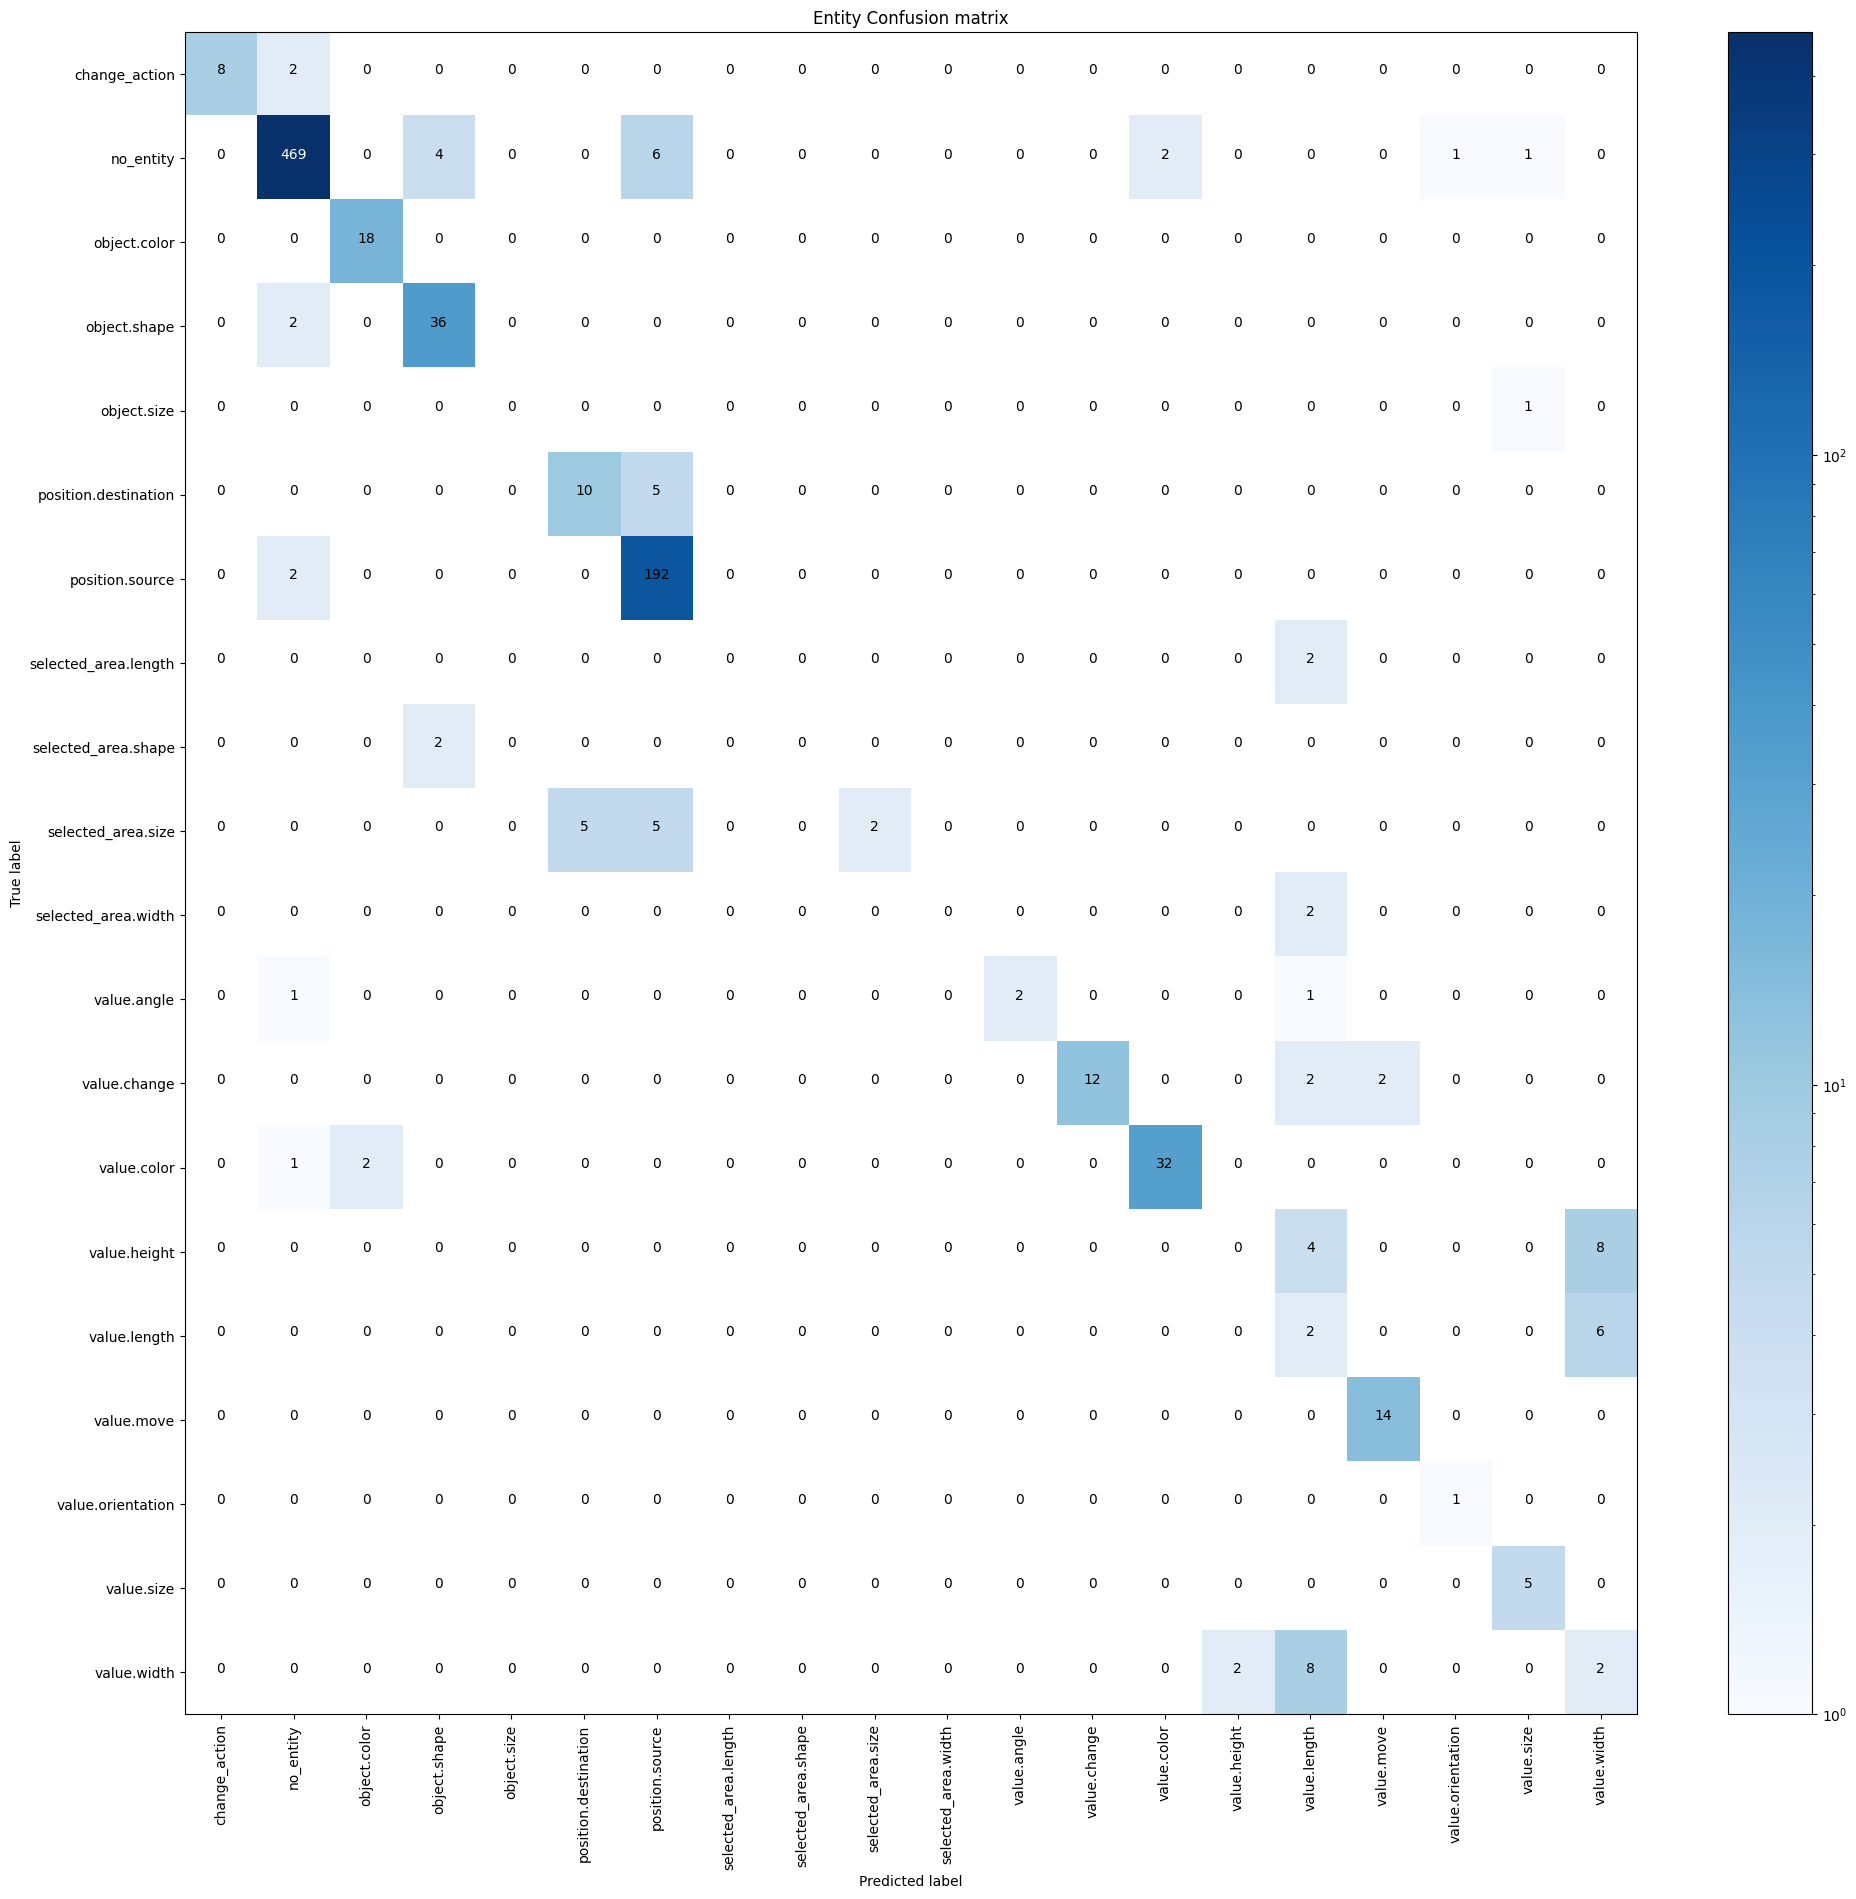 Entity Confusion matrix
change_action 8 2 0 0 0 0 0 0 0 0 0 0 0 0 0 0 0 0 0 0
no_entity 0 469 0 4 0 0 6 0 0 0 0 0 0 2 0 0 0 1 1 0
object.color 0 0 18 0 0 0 0 0 0 0 0 0 0 0 0 0 0 0 0 0
object.shape 0 2 0 36 0 0 0 0 0 0 0 0 0 0 0 0 0 0 0 0
object.size 0 0 0 0 0 0 0 0 0 0 0 0 0 0 0 0 0 0 1 0
position.destination 0 0 0 0 0 10 5 0 0 0 0 0 0 0 0 0 0 0 0 0
position.source 0 2 0 0 0 0 192 0 0 0 0 0 0 0 0 0 0 0 0 0
selected_area.length 0 0 0 0 0 0 0 0 0 0 0 0 0 0 0 2 0 0 0 0
selected_area.shape 0 0 0 2 0 0 0 0 0 0 0 0 0 0 0 0 0 0 0 0
selected_area.size 0 0 0 0 0 5 5 0 0 2 0 0 0 0 0 0 0 0 0 0
selected_area.width 0 0 0 0 0 0 0 0 0 0 0 0 0 0 0 2 0 0 0 0
value.angle 0 1 0 0 0 0 0 0 0 0 0 2 0 0 0 1 0 0 0 0
value.change 0 0 0 0 0 0 0 0 0 0 0 0 12 0 0 2 2 0 0 0
value.color 0 1 2 0 0 0 0 0 0 0 0 0 0 32 0 0 0 0 0 0
value.height 0 0 0 0 0 0 0 0 0 0 0 0 0 0 0 4 0 0 0 8
value.length 0 0 0 0 0 0 0 0 0 0 0 0 0 0 0 2 0 0 0 6
value.move 0 0 0 0 0 0 0 0 0 0 0 0 0 0 0 0 14 0 0 0
value.orientation 0 0 0 0 0 0 0 0 0 0 0 0 0 0 0 0 0 1 0 0
value.size 0 0 0 0 0 0 0 0 0 0 0 0 0 0 0 0 0 0 5 0
value.width 0 0 0 0 0 0 0 0 0 0 0 0 0 0 2 8 0 0 0 2
True label
change_action
no_entity
object.color
object.shape
object.size
position.destination
position.source
selected_area.length
selected_area.shape
selected_area.size
selected_area.width
value.angle
value.change
value.color
value.height
value.length
value.move
value.orientation
value.size
value.width
Predicted label
10²
10¹
10⁰